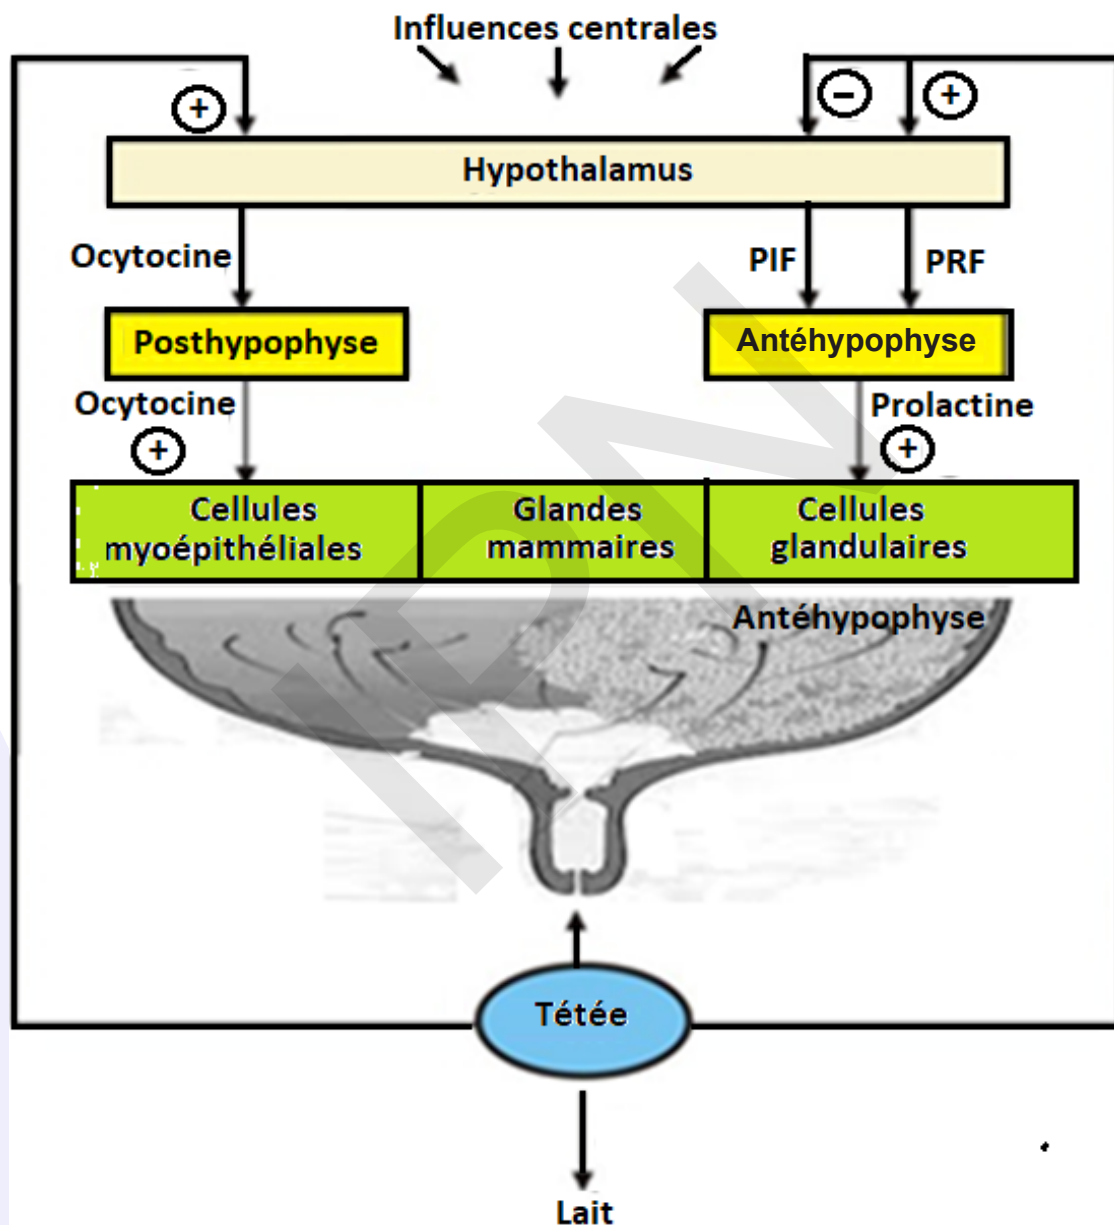 Influences centrales
+
−
+
Hypothalamus
Ocytocine
PIF
PRF
Posthypophyse
Antéhypophyse
Ocytocine
+
Prolactine
+
Cellules
myoépithéliales
Glandes
mammaires
Cellules
glandulaires
Antéhypophyse
IPN
Tétée
Lait